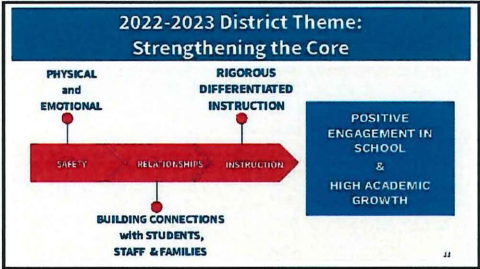 2022-2023 District Theme:
Strengthening the Core
PHYSICAL
and
EMOTIONAL
RIGOROUS
DIFFERENTIATED
INSTRUCTION
SAFETY
RELATIONSHIPS
INSTRUCTION
POSITIVE
ENGAGEMENT IN
SCHOOL
&
HIGH ACADEMIC
GROWTH
BUILDING CONNECTIONS
with STUDENTS,
STAFF & FAMILIES
11